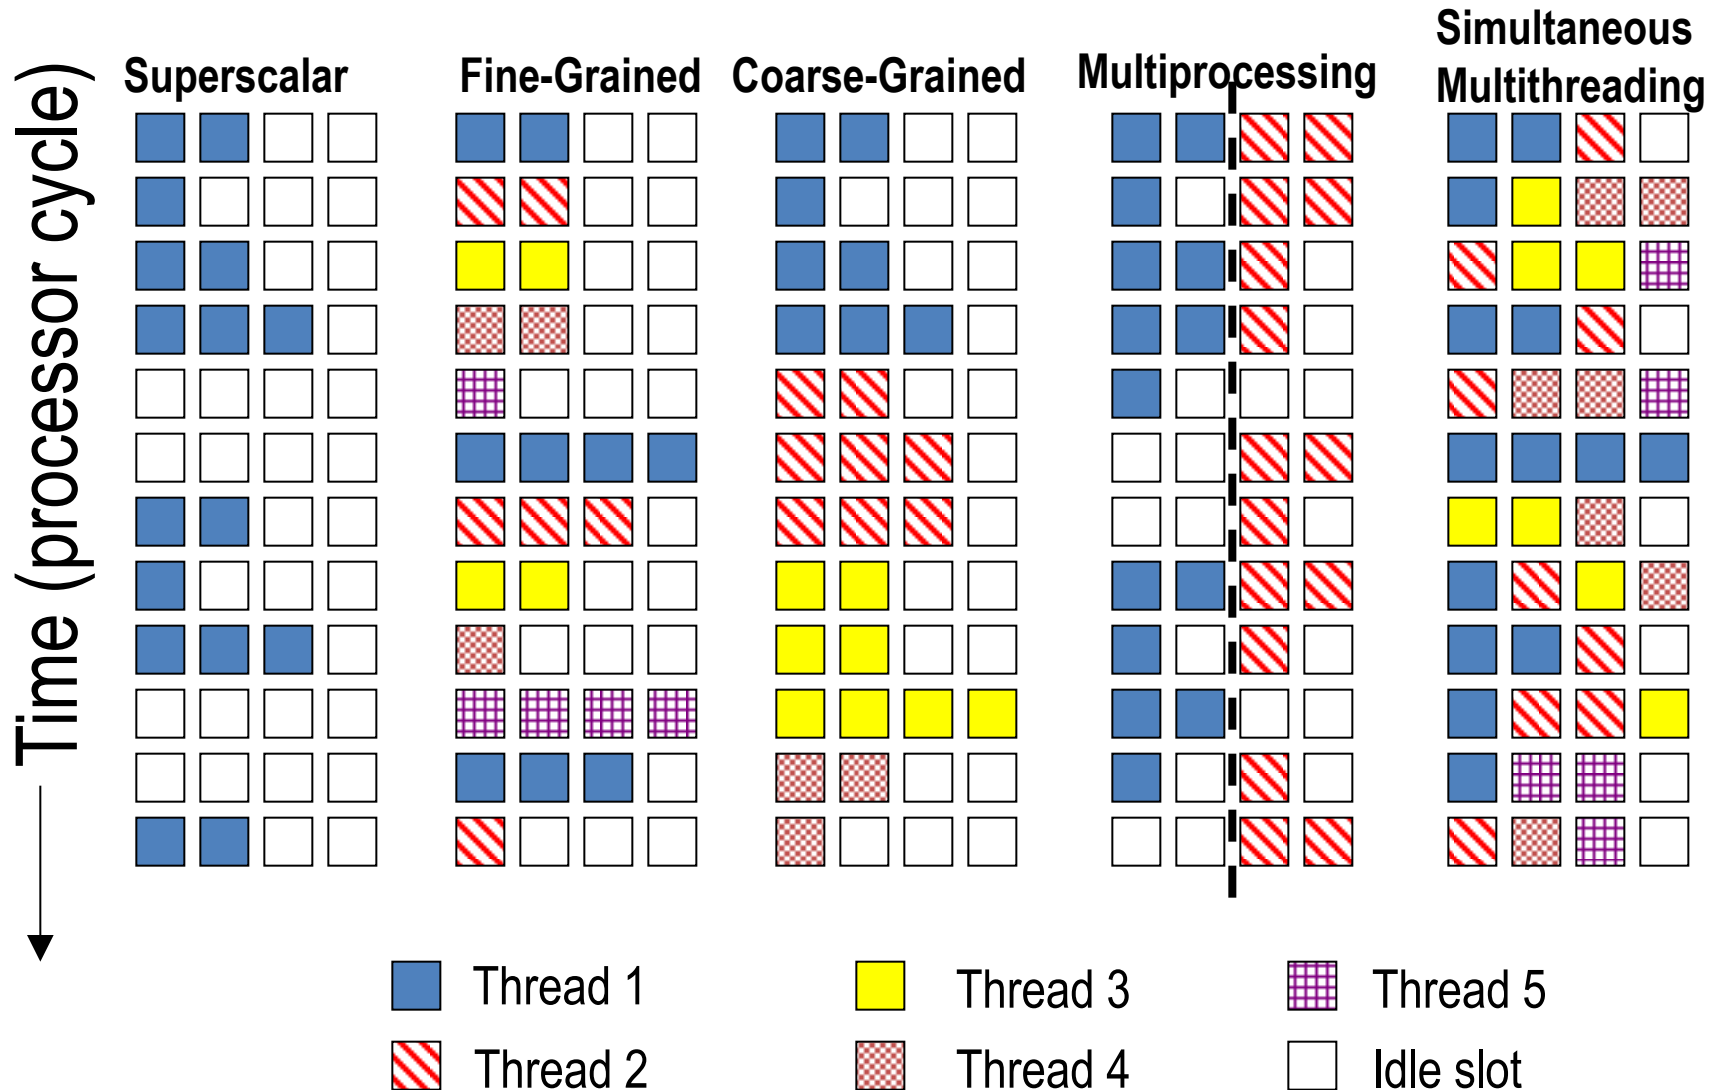 Time (processor cycle)
Superscalar
Fine-Grained
Coarse-Grained
Multiprocessing
Simultaneous
Multithreading
Thread 1
Thread 3
Thread 5
Thread 2
Thread 4
Idle slot